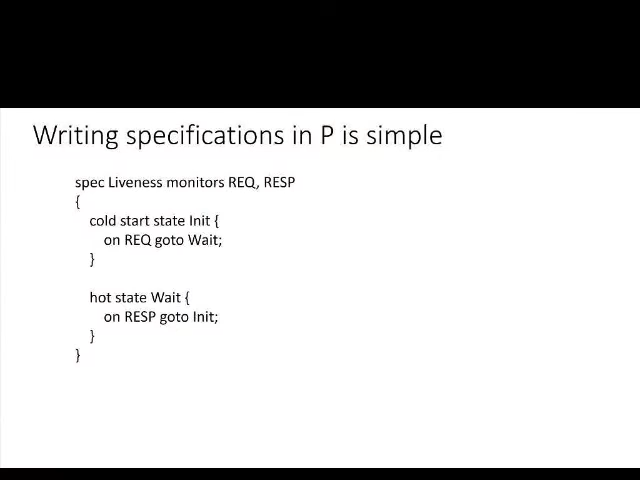 Writing specifications in P is simple
spec Liveness monitors REQ, RESP
{
cold start state Init {
on REQ goto Wait;
}
hot state Wait {
on RESP goto Init;
}
}